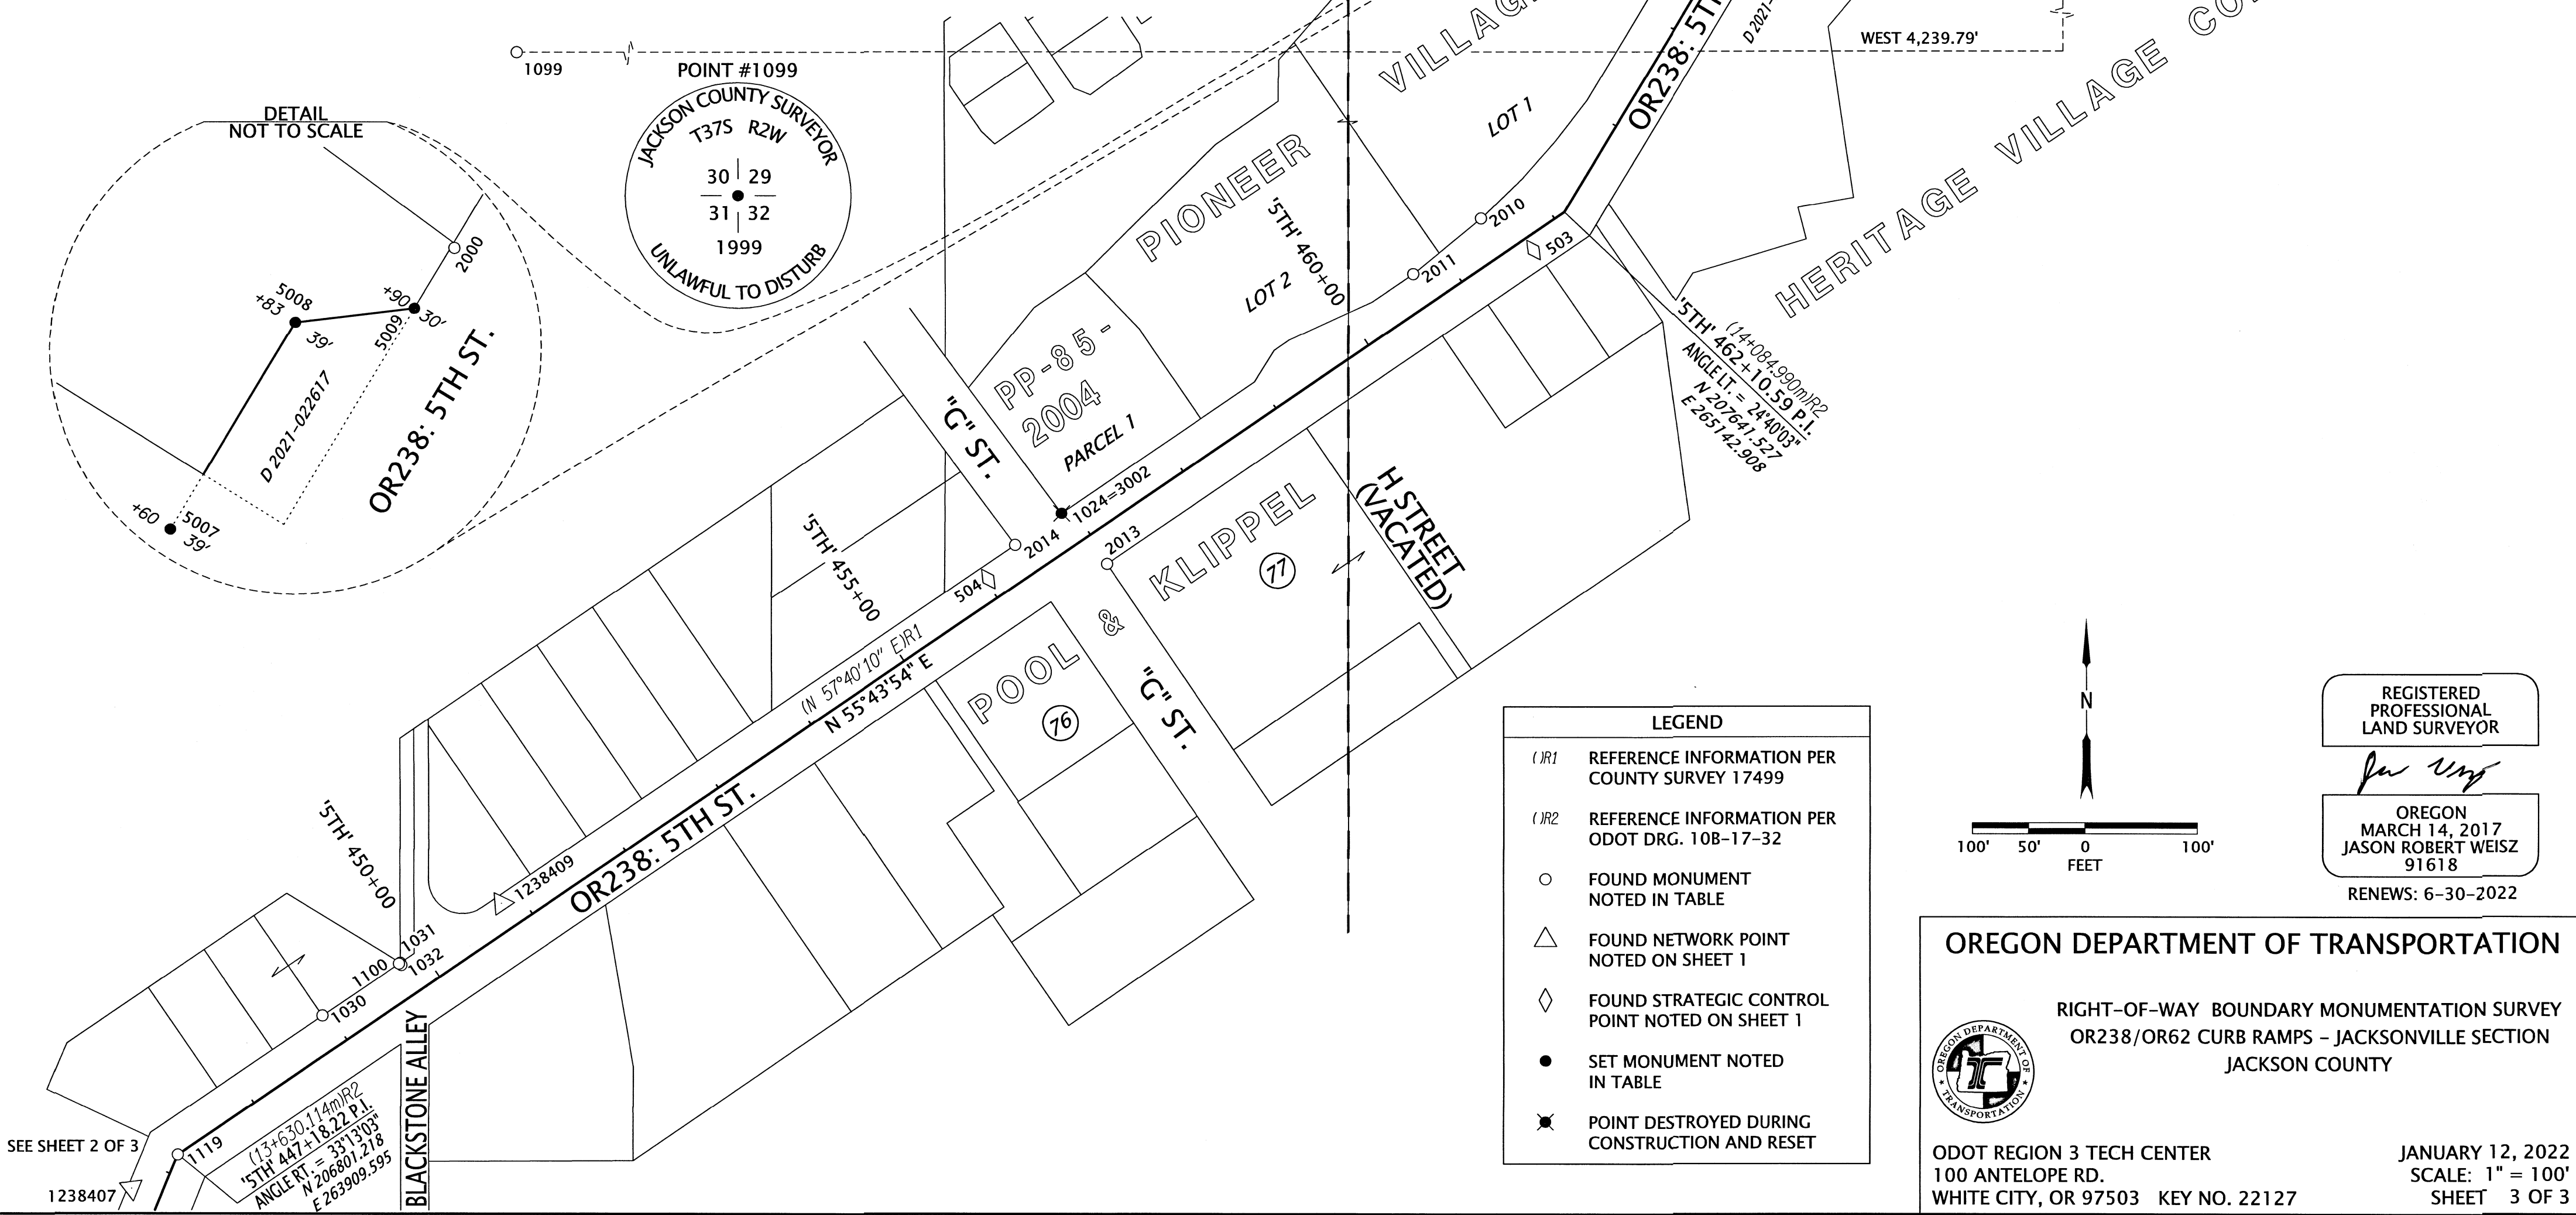 1099
POINT #1099
JACKSON COUNTY SURVEYOR
T37S R2W
30 29
31 32
1999
UNLAWFUL TO DISTURB
WEST 4,239.79'
DETAIL
NOT TO SCALE
2000
5008
+83
39'
+90
30'
5009
D 2021-022617
OR238: 5TH ST.
+60
5007
39'
PIONEER
VILLAGE
LOT 1
LOT 2
'5TH' 460+00
OR238: 5TH
D 2021-
HERITAGE VILLAGE
2010
2011
503
(14+084.990m)R2
'5TH' 462+10.59 P.I.
ANGLE LT. = 24°40'03"
N 207641.527
E 265142.908
PP-85-
2004
PARCEL 1
"G" ST.
1024=3002
2014
2013
504
'5TH' 455+00
POOL & KLIPPEL
77
76
H STREET
(VACATED)
"G" ST.
(N 57°40'10" E)R1
N 55°43'54" E
OR238: 5TH ST.
1238409
'5TH' 450+00
1031
1100
1032
1030
BLACKSTONE ALLEY
1119
(13+630.114m)R2
'5TH' 447+18.22 P.I.
ANGLE RT. = 33°13'03"
N 206801.218
E 263909.595
SEE SHEET 2 OF 3
1238407
LEGEND
( )R1 REFERENCE INFORMATION PER
COUNTY SURVEY 17499
( )R2 REFERENCE INFORMATION PER
ODOT DRG. 10B-17-32
FOUND MONUMENT
NOTED IN TABLE
FOUND NETWORK POINT
NOTED ON SHEET 1
FOUND STRATEGIC CONTROL
POINT NOTED ON SHEET 1
SET MONUMENT NOTED
IN TABLE
POINT DESTROYED DURING
CONSTRUCTION AND RESET
N
100' 50' 0 100'
FEET
REGISTERED
PROFESSIONAL
LAND SURVEYOR
OREGON
MARCH 14, 2017
JASON ROBERT WEISZ
91618
RENEWS: 6-30-2022
OREGON DEPARTMENT OF TRANSPORTATION
RIGHT-OF-WAY BOUNDARY MONUMENTATION SURVEY
OR238/OR62 CURB RAMPS - JACKSONVILLE SECTION
JACKSON COUNTY
OREGON DEPARTMENT OF
TRANSPORTATION
ODOT REGION 3 TECH CENTER
100 ANTELOPE RD.
WHITE CITY, OR 97503 KEY NO. 22127
JANUARY 12, 2022
SCALE: 1" = 100'
SHEET 3 OF 3